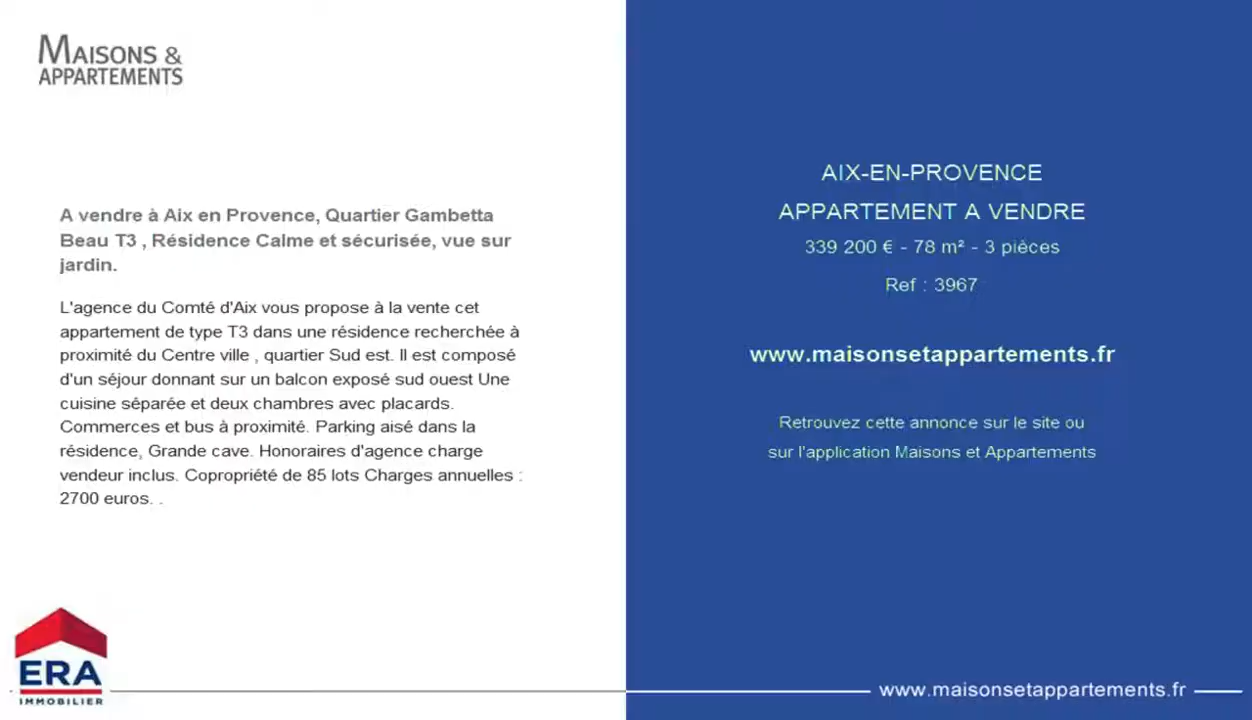 MAISONS &
APPARTEMENTS
A vendre à Aix en Provence, Quartier Gambetta
Beau T3 , Résidence Calme et sécurisée, vue sur
jardin.
L'agence du Comté d'Aix vous propose à la vente cet
appartement de type T3 dans une résidence recherchée à
proximité du Centre ville , quartier Sud est. Il est composé
d'un séjour donnant sur un balcon exposé sud ouest Une
cuisine séparée et deux chambres avec placards.
Commerces et bus à proximité. Parking aisé dans la
résidence, Grande cave. Honoraires d'agence charge
vendeur inclus. Copropriété de 85 lots Charges annuelles :
2700 euros. .
ERA
IMMOBILIER
AIX-EN-PROVENCE
APPARTEMENT A VENDRE
339 200 € - 78 m² - 3 pièces
Ref : 3967
www.maisonsetappartements.fr
Retrouvez cette annonce sur le site ou
sur l'application Maisons et Appartements
www.maisonsetappartements.fr